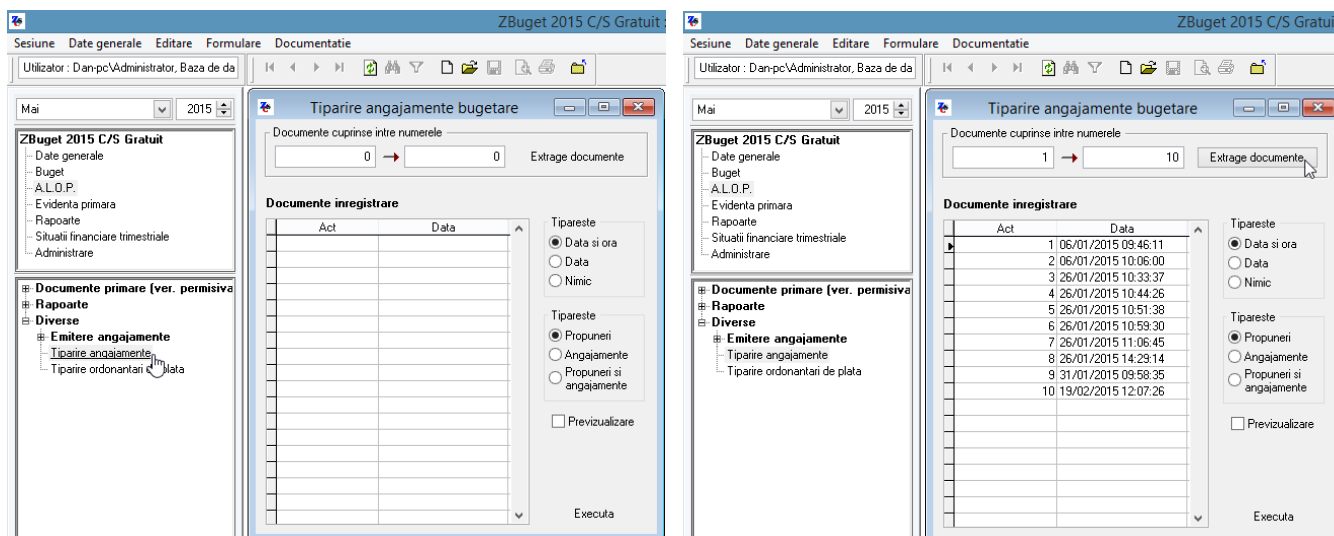 ZBuget 2015 C/S Gratuit :
Sesiune Date generale Editare Formulare Documentatie
Utilizator : Dan-pc\Administrator, Baza de da
Mai 2015
ZBuget 2015 C/S Gratuit
Date generale
Buget
A.L.O.P.
Evidenta primara
Rapoarte
Situatii financiare trimestriale
Administrare
Documente primare (ver. permisiva
Rapoarte
Diverse
Emitere angajamente
Tiparire angajamente
Tiparire ordonantari de plata
Tiparire angajamente bugetare
Documente cuprinse intre numerele
0 0 Extrage documente
Documente inregistrare
Act Data
Tipareste
Data si ora
Data
Nimic
Tipareste
Propuneri
Angajamente
Propuneri si
angajamente
Previzualizare
Executa
ZBuget 2015 C/S Gratui
Sesiune Date generale Editare Formulare Documentatie
Utilizator : Dan-pc\Administrator, Baza de da
Mai 2015
ZBuget 2015 C/S Gratuit
Date generale
Buget
A.L.O.P.
Evidenta primara
Rapoarte
Situatii financiare trimestriale
Administrare
Documente primare (ver. permisiva
Rapoarte
Diverse
Emitere angajamente
Tiparire angajamente
Tiparire ordonantari de plata
Tiparire angajamente bugetare
Documente cuprinse intre numerele
1 10 Extrage documente
Documente inregistrare
Act Data
1 06/01/2015 09:46:11
2 06/01/2015 10:06:00
3 26/01/2015 10:33:37
4 26/01/2015 10:44:26
5 26/01/2015 10:51:38
6 26/01/2015 10:59:30
7 26/01/2015 11:06:45
8 26/01/2015 14:29:14
9 31/01/2015 09:58:35
10 19/02/2015 12:07:26
Tipareste
Data si ora
Data
Nimic
Tipareste
Propuneri
Angajamente
Propuneri si
angajamente
Previzualizare
Executa